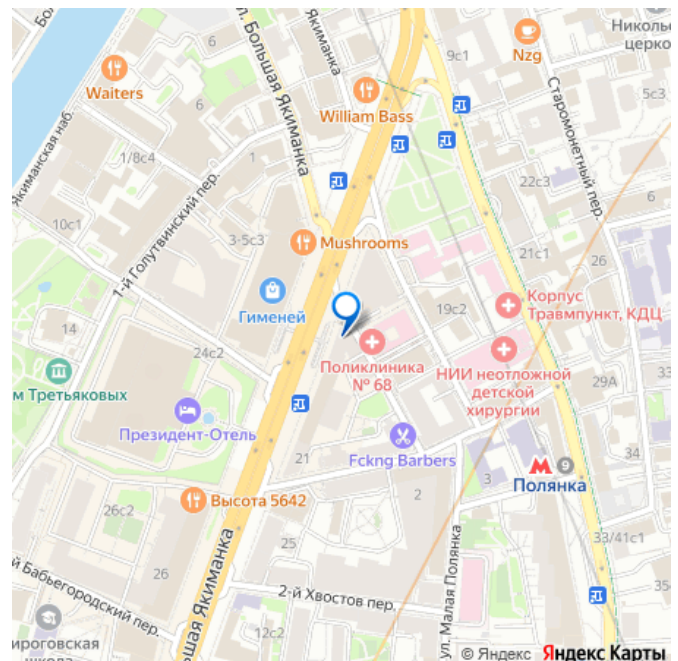 Waiters
6
ул. Большая Якиманка
Якиманка
9с1
Nzg
Николь
церко
5с3
William Bass
Старомонетный пер.
Якиманская наб.
6
1/8с4
1
22с3
6
10с1
1-й Голутвинский пер.
3-5с3
Mushrooms
21с1
26
Гименей
19с2
Корпус
Травмпункт, КДЦ
14
24с2
Поликлиника
№ 68
НИИ неотложной
детской
хирургии
33
29А
м Третьяковых
Президент-Отель
Fckng Barbers
21
9
Полянка
34
3
2
26с2
Высота 5642
ул. Малая Полянка
33/41с1
25
й Бабьегородский пер.
26
2-й Хвостов пер.
35
12с2
ьшая Якиманка
ироговская
школа
© Яндекс Яндекс Карты